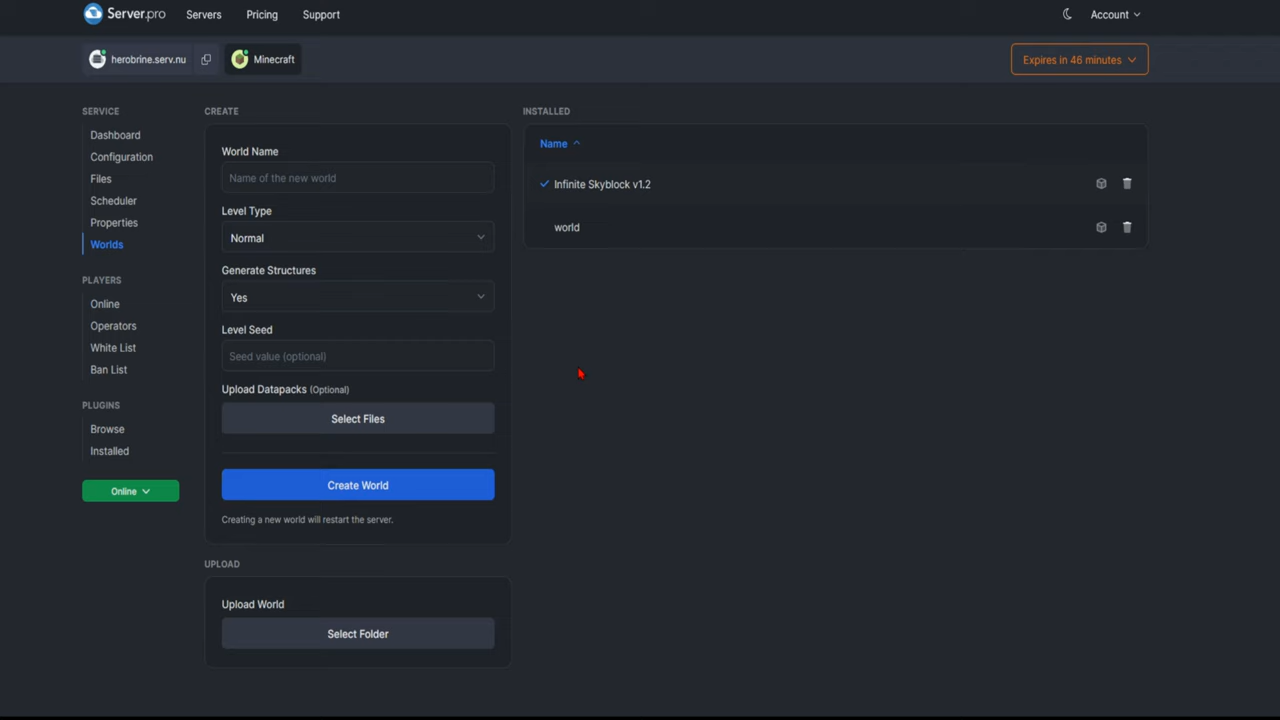 Server.pro
Servers
Pricing
Support
Account
herobrine.serv.nu
Minecraft
Expires in 46 minutes
SERVICE
Dashboard
Configuration
Files
Scheduler
Properties
Worlds
PLAYERS
Online
Operators
White List
Ban List
PLUGINS
Browse
Installed
Online
CREATE
World Name
Name of the new world
Level Type
Normal
Generate Structures
Yes
Level Seed
Seed value (optional)
Upload Datapacks (Optional)
Select Files
Create World
Creating a new world will restart the server.
UPLOAD
Upload World
Select Folder
INSTALLED
Name
Infinite Skyblock v1.2
world